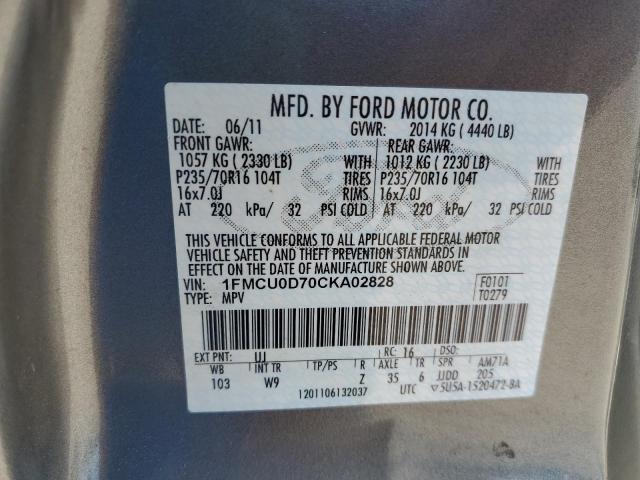 MFD. BY FORD MOTOR CO.
DATE: 06/11 GVWR: 2014 KG ( 4440 LB)
FRONT GAWR: REAR GAWR:
1057 KG ( 2330 LB) WITH 1012 KG ( 2230 LB) WITH
P235/70R16 104T TIRES P235/70R16 104T TIRES
16x7.0J RIMS 16x7.0J RIMS
AT 220 kPa/ 32 PSI COLD AT 220 kPa/ 32 PSI COLD
THIS VEHICLE CONFORMS TO ALL APPLICABLE FEDERAL MOTOR
VEHICLE SAFETY AND THEFT PREVENTION STANDARDS IN
EFFECT ON THE DATE OF MANUFACTURE SHOWN ABOVE.
VIN: 1FMCU0D70CKA02828 F0101
TYPE: MPV T0279
EXT PNT: UJ RC: 16 DSO:
WB INT TR TP/PS R AXLE TR SPR AM71A
103 W9 Z 35 6 JJDD 205
1201106132037 UTC 5U5A-1520472-BA